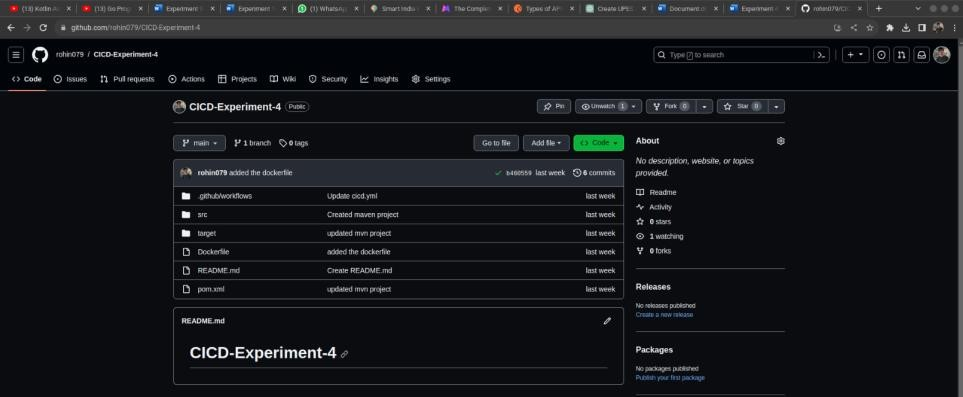 (13) Kotlin An
(13) Go Prog
Experiment
Experiment
(1) WhatsApp
Smart India
The Complet
Types of AP
Create UPES
Document.d
Experiment
rohin079/CIC
github.com/rohin079/CICD-Experiment-4
rohin079 / CICD-Experiment-4
Type / to search
Code Issues Pull requests Actions Projects Wiki Security Insights Settings
CICD-Experiment-4 Public
Pin Unwatch 1 Fork 0 Star 0
main 1 branch 0 tags
Go to file Add file Code
rohin079 added the dockerfile b460559 last week 6 commits
.github/workflows Update cicd.yml last week
src Created maven project last week
target updated mvn project last week
Dockerfile added the dockerfile last week
README.md Create README.md last week
pom.xml updated mvn project last week
README.md
CICD-Experiment-4
About
No description, website, or topics
provided.
Readme
Activity
0 stars
1 watching
0 forks
Releases
No releases published
Create a new release
Packages
No packages published
Publish your first package